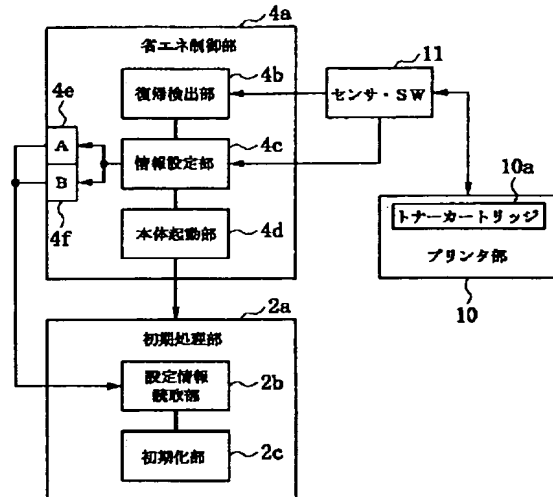 4a
省エネ制御部
4b
11
4e
復帰検出部
センサ・SW
4c
A
情報設定部
10a
B
トナーカートリッジ
4f
本体起動部
4d
プリンタ部
10
2a
初期処理部
設定情報
読取部
2b
初期化部
2c